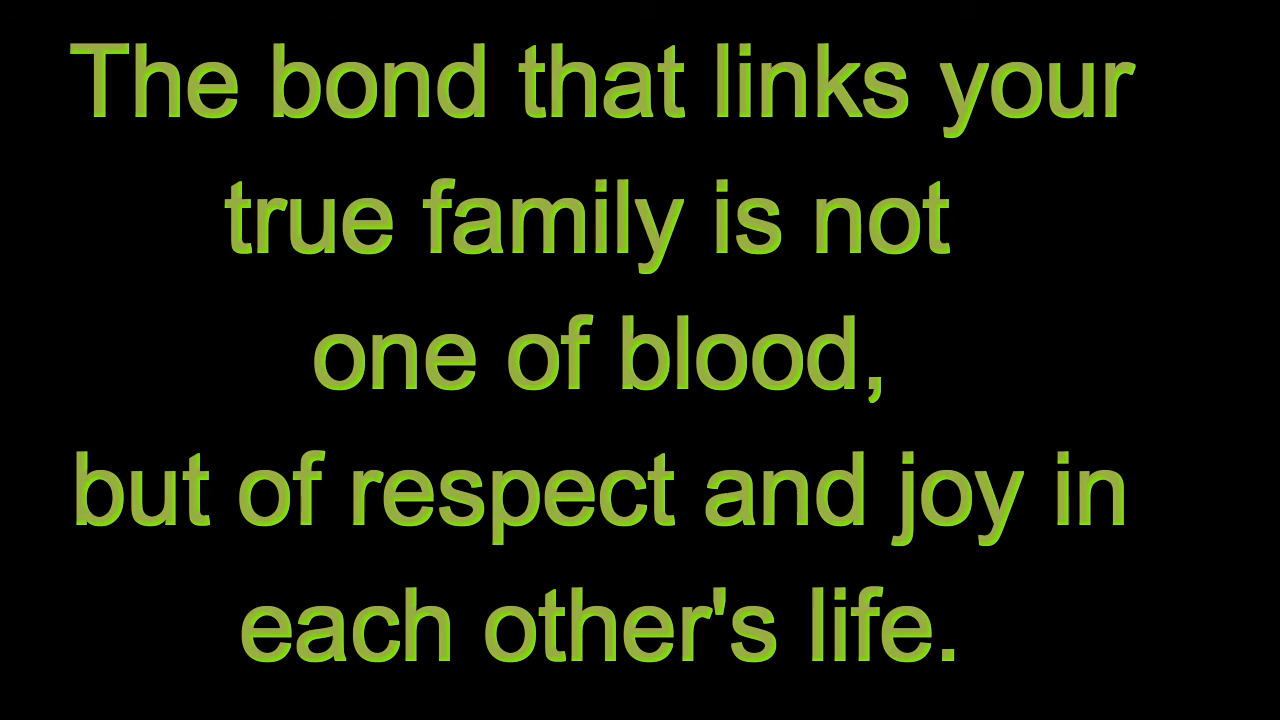 The bond that links your
true family is not
one of blood,
but of respect and joy in
each other's life.